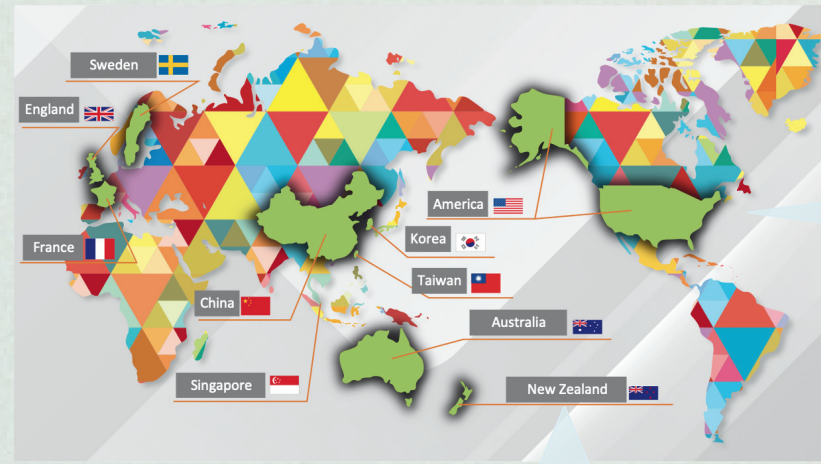 Sweden
England
America
Korea
France
Taiwan
China
Australia
Singapore
New Zealand